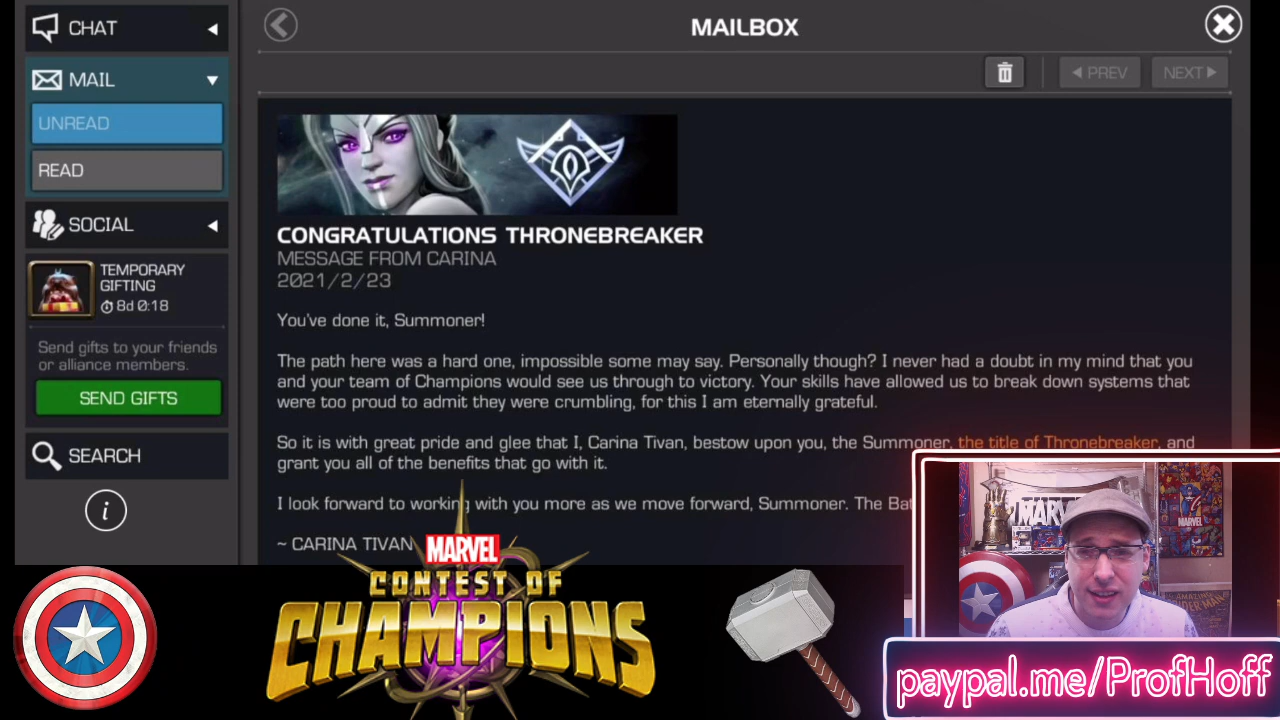 CHAT
MAIL
UNREAD
READ
SOCIAL
TEMPORARY
GIFTING
8d 0:18
Send gifts to your friends
or alliance members.
SEND GIFTS
SEARCH
i
MAILBOX
PREV
NEXT
CONGRATULATIONS THRONEBREAKER
MESSAGE FROM CARINA
2021/2/23
You've done it, Summoner!
The path here was a hard one, impossible some may say. Personally though? I never had a doubt in my mind that you
and your team of Champions would see us through to victory. Your skills have allowed us to break down systems that
were too proud to admit they were crumbling, for this I am eternally grateful.
So it is with great pride and glee that I, Carina Tivan, bestow upon you, the Summoner, the title of Thronebreaker, and
grant you all of the benefits that go with it.
I look forward to working with you more as we move forward, Summoner. The Bat
~ CARINA TIVAN
MARVEL
CONTEST OF
CHAMPIONS
MARVEL
MARVEL
AMAZING
SPIDER-MAN
paypal.me/ProfHoff